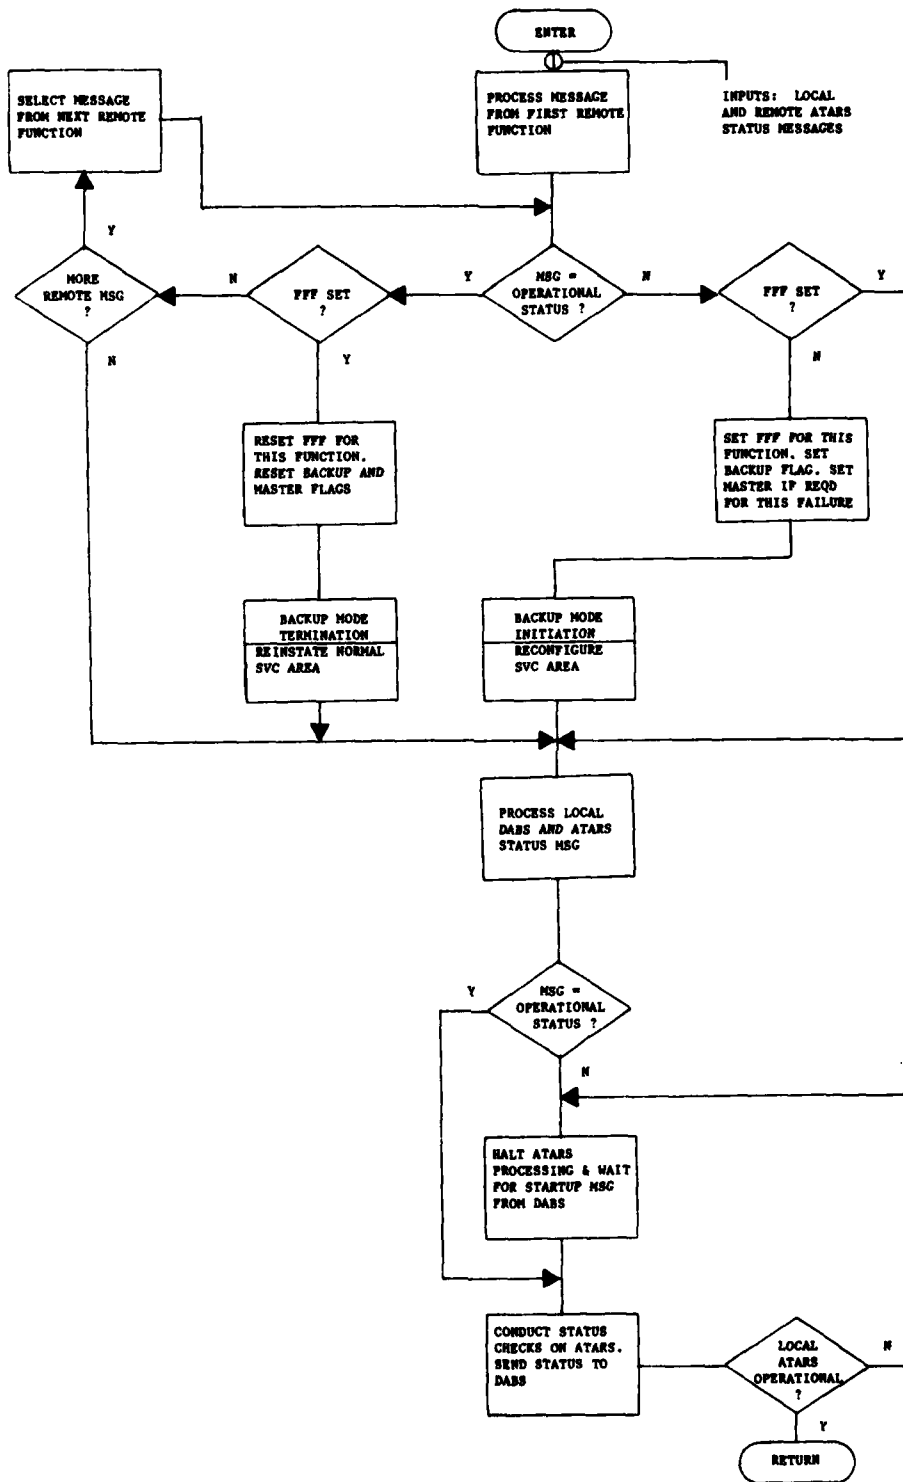 ENTER
PROCESS MESSAGE
FROM FIRST REMOTE
FUNCTION
INPUTS: LOCAL
AND REMOTE ATARS
STATUS MESSAGES
SELECT MESSAGE
FROM NEXT REMOTE
FUNCTION
Y
MORE
REMOTE MSG
?
N
N
FFF SET
?
Y
Y
MSG =
OPERATIONAL
STATUS ?
N
FFF SET
?
Y
N
RESET FFF FOR
THIS FUNCTION.
RESET BACKUP AND
MASTER FLAGS
SET FFF FOR THIS
FUNCTION. SET
BACKUP FLAG. SET
MASTER IF REQD
FOR THIS FAILURE
BACKUP MODE
TERMINATION
REINSTATE NORMAL
SVC AREA
BACKUP MODE
INITIATION
RECONFIGURE
SVC AREA
PROCESS LOCAL
DABS AND ATARS
STATUS MSG
Y
MSG =
OPERATIONAL
STATUS ?
N
HALT ATARS
PROCESSING & WAIT
FOR STARTUP MSG
FROM DABS
CONDUCT STATUS
CHECKS ON ATARS.
SEND STATUS TO
DABS
LOCAL
ATARS
OPERATIONAL
?
N
Y
RETURN